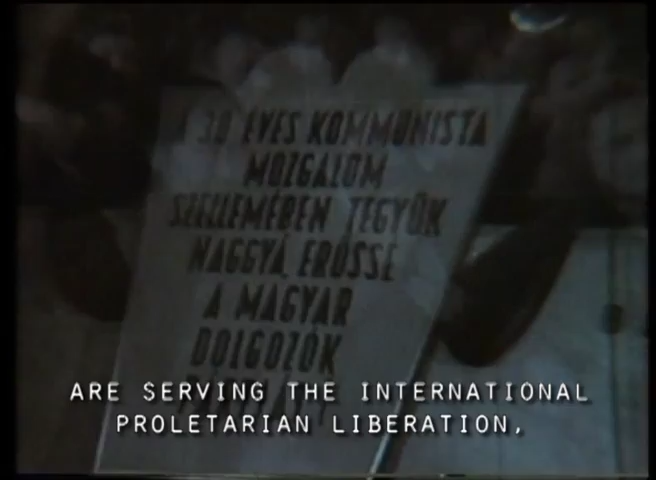 30 ÉVES KOMMUNISTA
MOZGALOM
SZELLEMÉBEN TEGYÜK
NAGGYÁ, ERŐSSÉ
A MAGYAR
DOLGOZÓK
ARE SERVING THE INTERNATIONAL
PROLETARIAN LIBERATION,